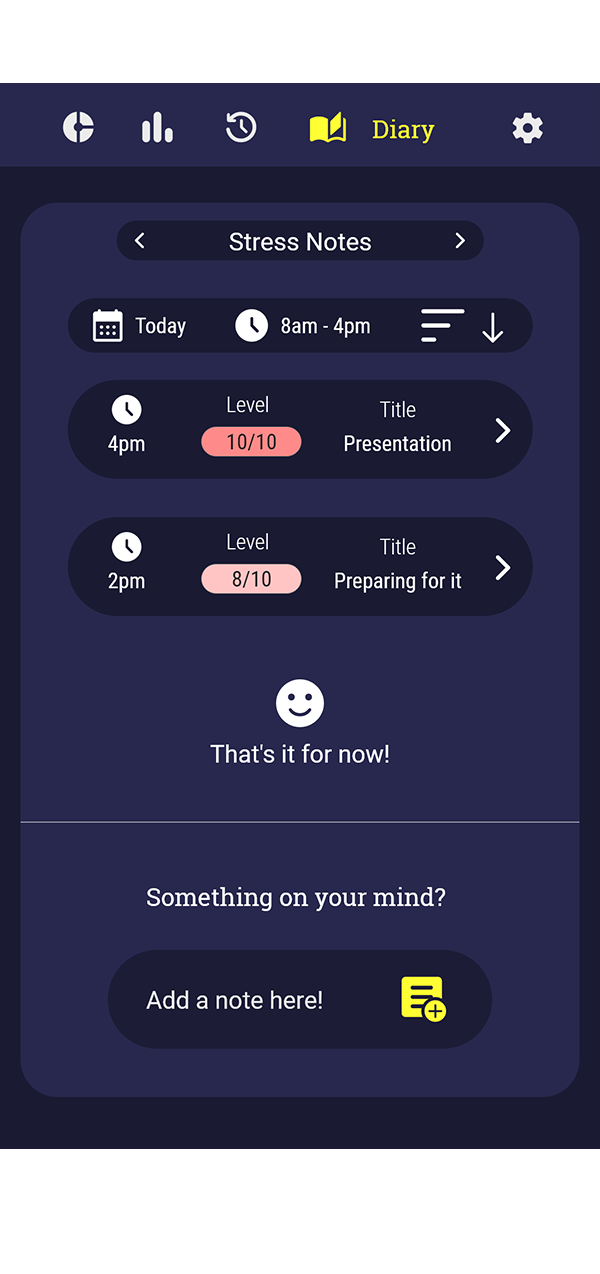 Diary
Stress Notes
Today 8am - 4pm
Level Title
4pm 10/10 Presentation
Level Title
2pm 8/10 Preparing for it
That's it for now!
Something on your mind?
Add a note here!